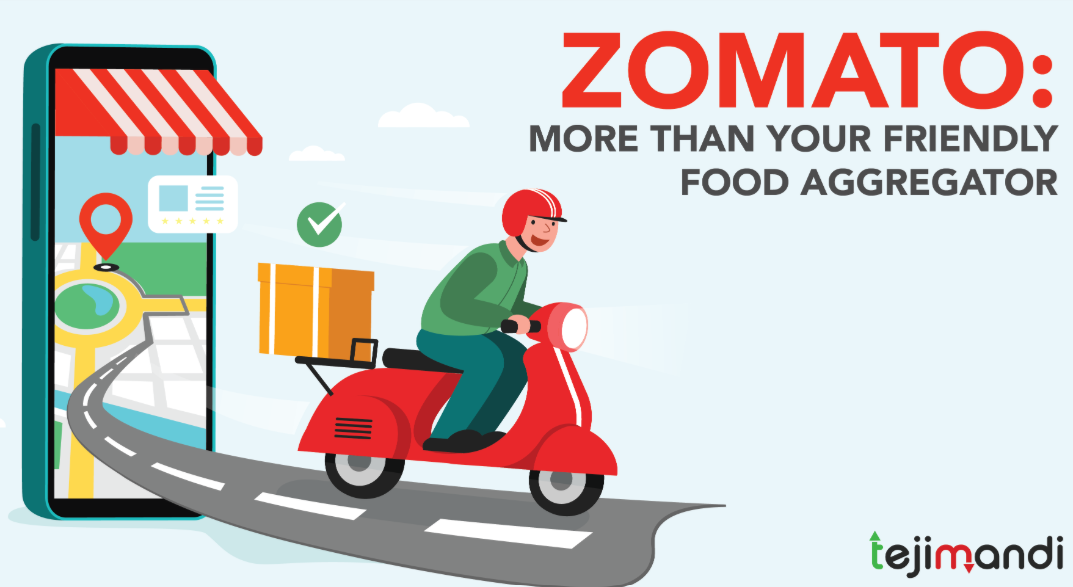 ZOMATO:
MORE THAN YOUR FRIENDLY
FOOD AGGREGATOR
tejimandi